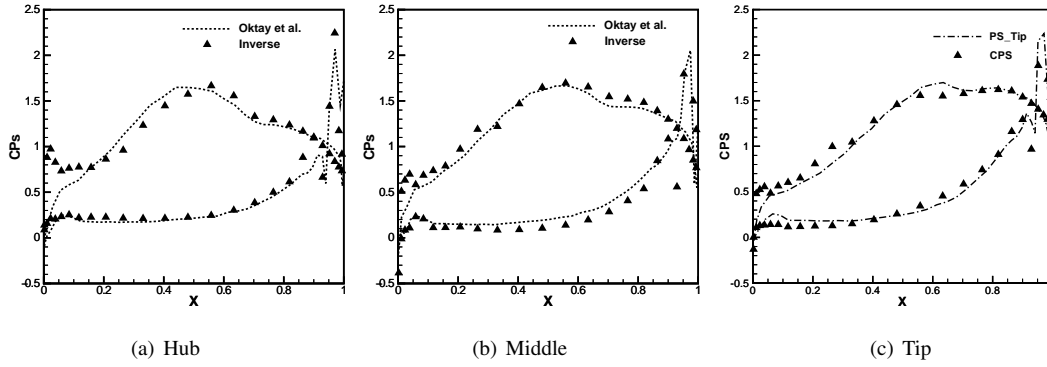 2.5
2
1.5
1
0.5
0
-0.5
CPs
0 0.2 0.4 0.6 0.8 1
X
Oktay et al.
Inverse
(a) Hub
2.5
2
1.5
1
0.5
0
-0.5
CPs
0 0.2 0.4 0.6 0.8 1
X
Oktay et al.
Inverse
(b) Middle
2.5
2
1.5
1
0.5
0
-0.5
CPS
0 0.2 0.4 0.6 0.8
X
PS_Tip
CPS
(c) Tip